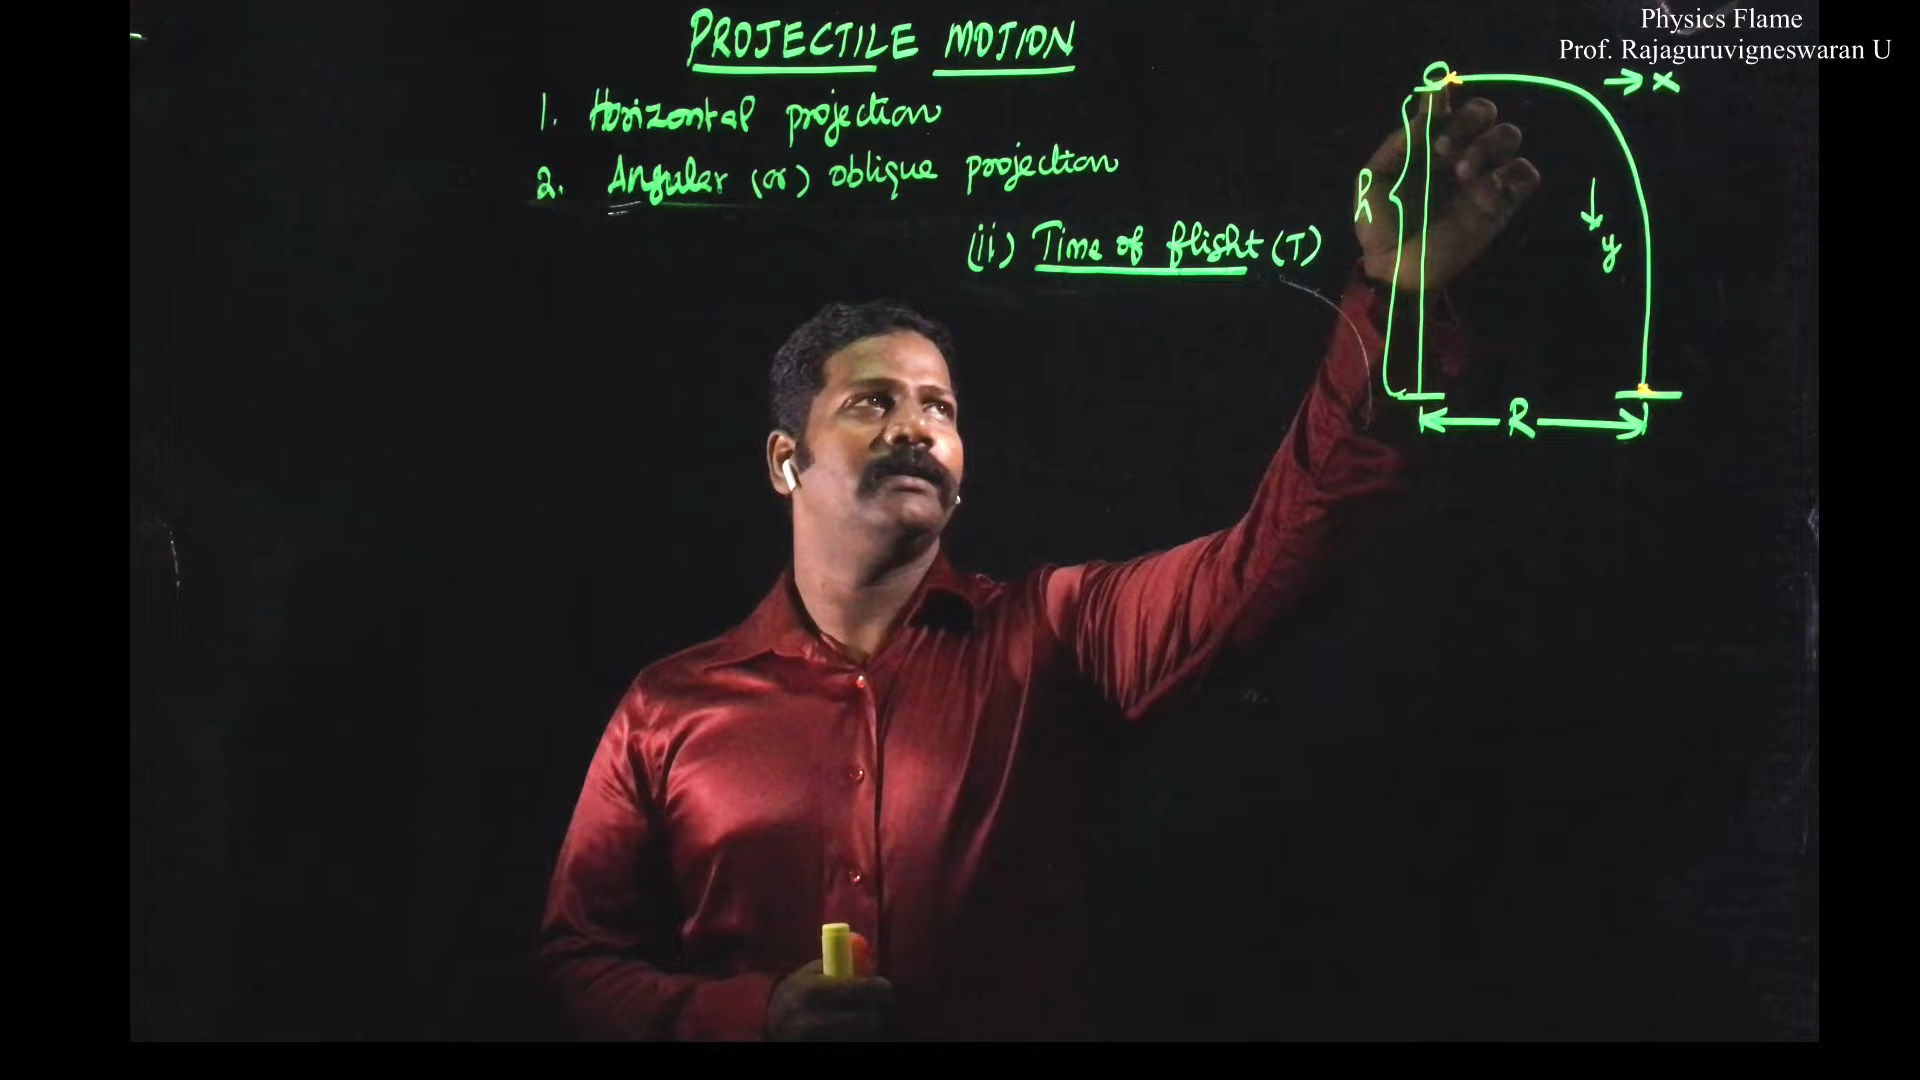 Physics Flame
Prof. Rajaguruvigneswaran U
PROJECTILE MOTION
1. Horizontal projection
2. Angular (or) oblique projection
(ii) Time of flight (T)
x
h
y
R